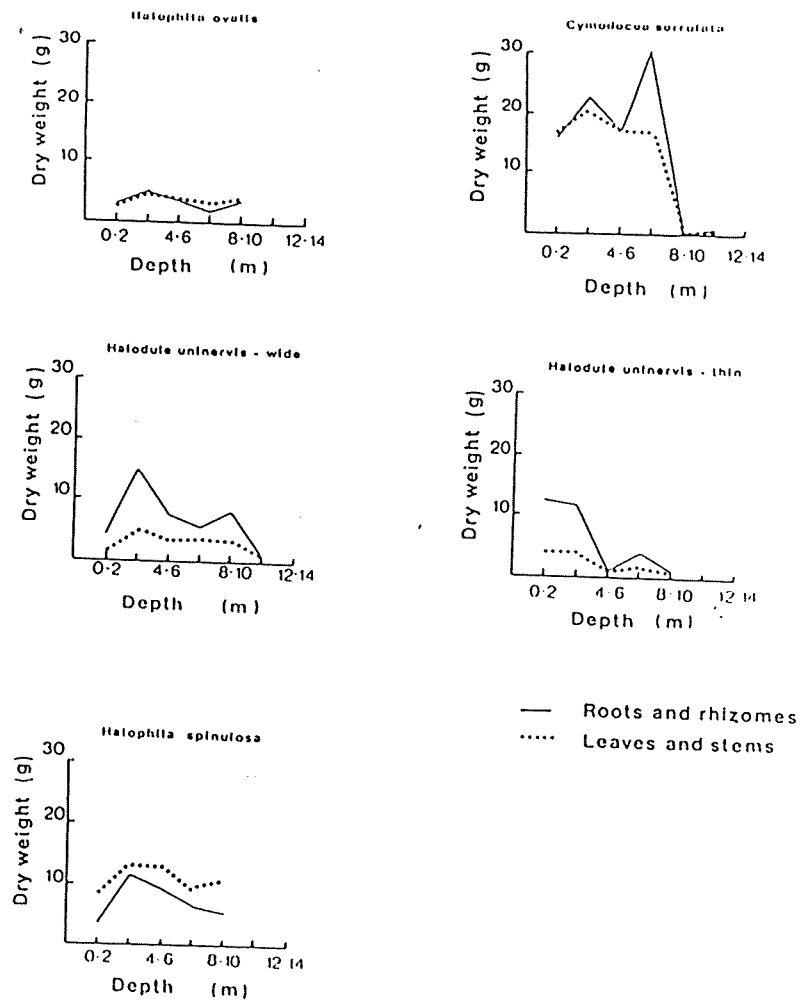 Halophila ovalis
30
20
10
Dry weight (g)
0·2 4·6 8·10 12·14
Depth (m)
Cymodocea serrulata
30
20
10
Dry weight (g)
0·2 4·6 8·10 12·14
Depth (m)
Halodule uninervis - wide
30
20
10
Dry weight (g)
0·2 4·6 8·10 12·14
Depth (m)
Halodule uninervis - thin
30
20
10
Dry weight (g)
0·2 4·6 8·10 12·14
Depth (m)
Roots and rhizomes
Leaves and stems
Halophila spinulosa
30
20
10
Dry weight (g)
0·2 4·6 8·10 12·14
Depth (m)